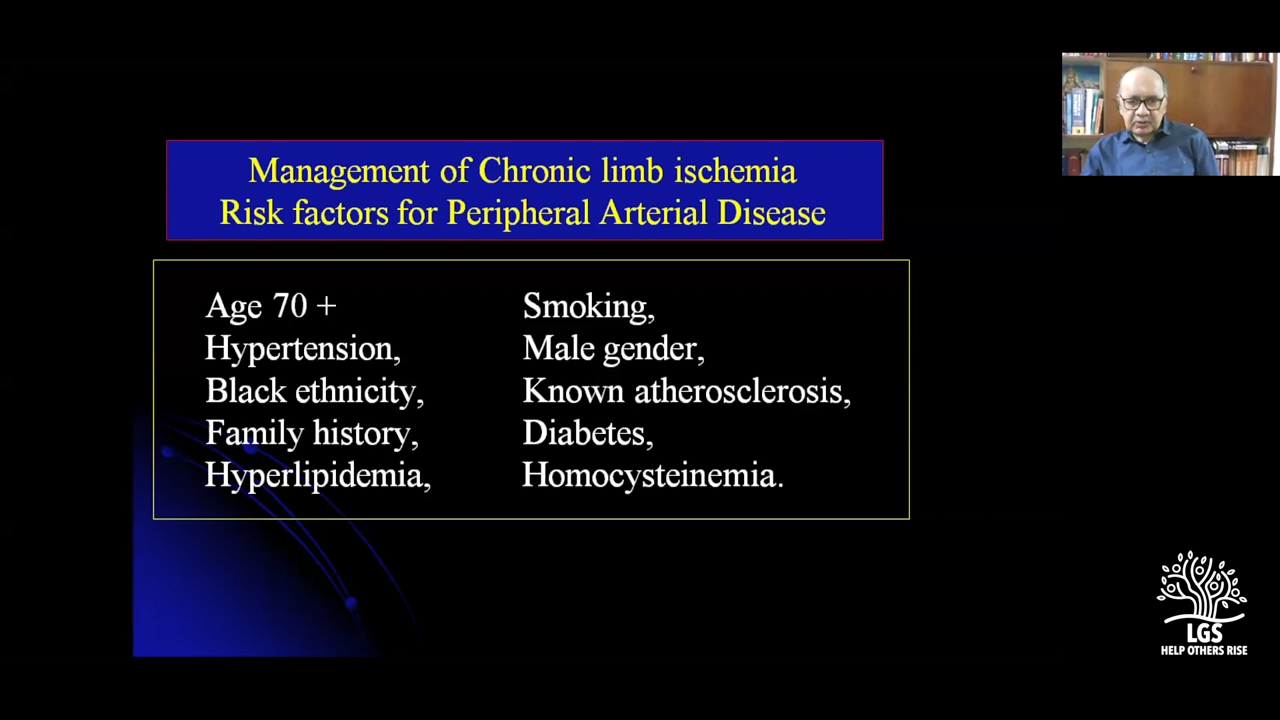 Management of Chronic limb ischemia
Risk factors for Peripheral Arterial Disease
Age 70 +
Hypertension,
Black ethnicity,
Family history,
Hyperlipidemia,
Smoking,
Male gender,
Known atherosclerosis,
Diabetes,
Homocysteinemia.
LGS
HELP OTHERS RISE